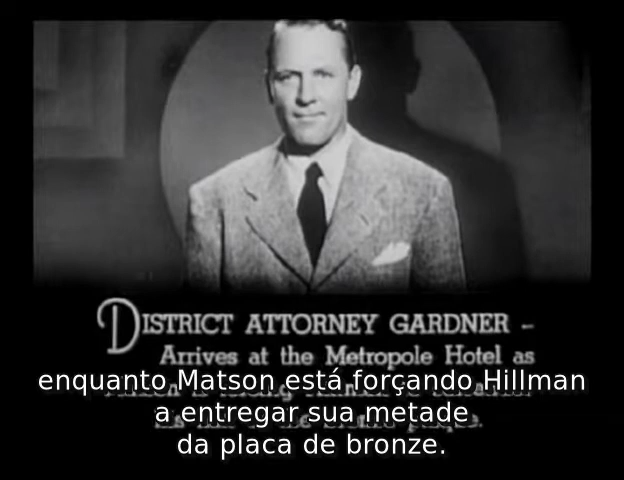 DISTRICT ATTORNEY GARDNER –
Arrives at the Metropole Hotel as
enquanto Matson está forçando Hillman
a entregar sua metade
da placa de bronze.